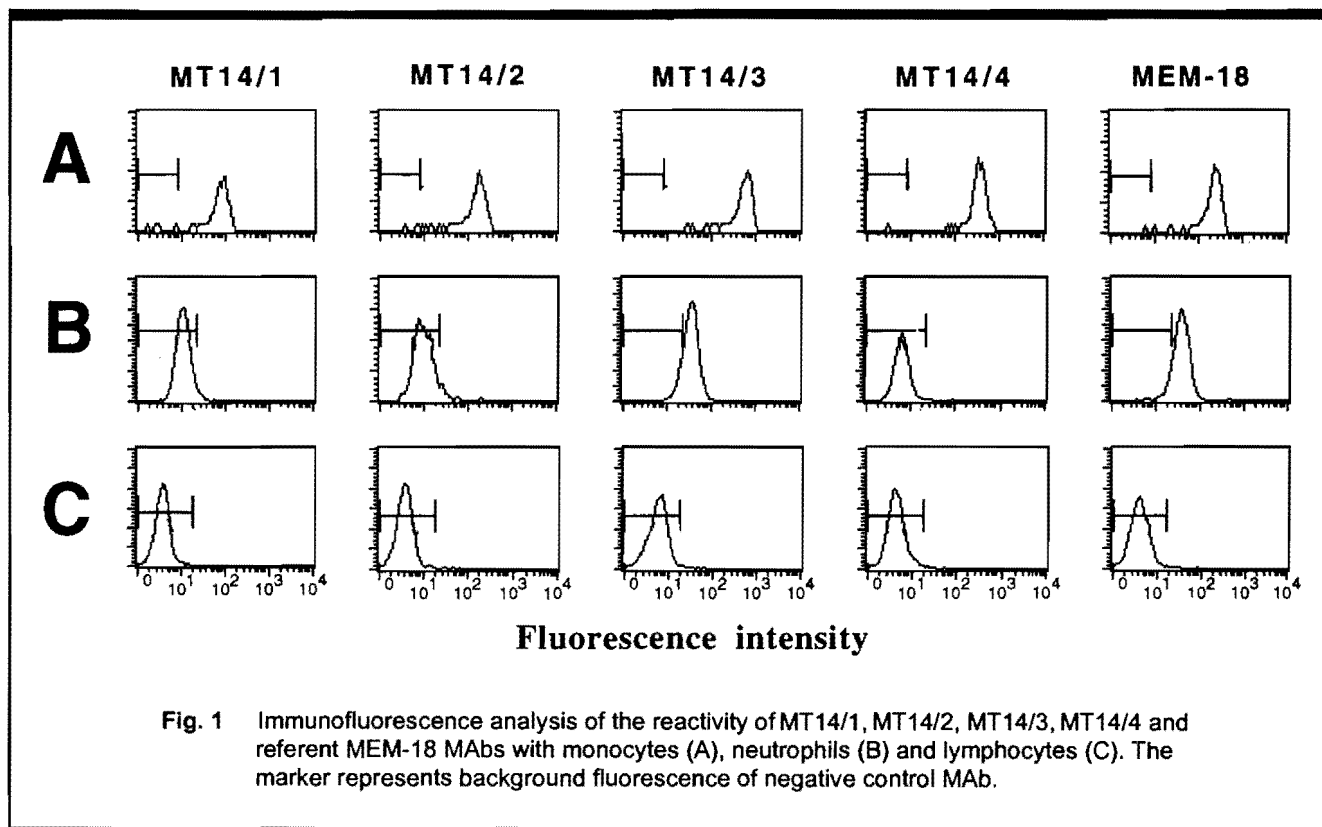 MT14/1 MT14/2 MT14/3 MT14/4 MEM-18
A
B
C
0 10¹ 10² 10³ 10⁴ 0 10¹ 10² 10³ 10⁴ 0 10¹ 10² 10³ 10⁴ 0 10¹ 10² 10³ 10⁴ 0 10¹ 10² 10³ 10⁴
Fluorescence intensity
Fig. 1 Immunofluorescence analysis of the reactivity of MT14/1, MT14/2, MT14/3, MT14/4 and
referent MEM-18 MAbs with monocytes (A), neutrophils (B) and lymphocytes (C). The
marker represents background fluorescence of negative control MAb.